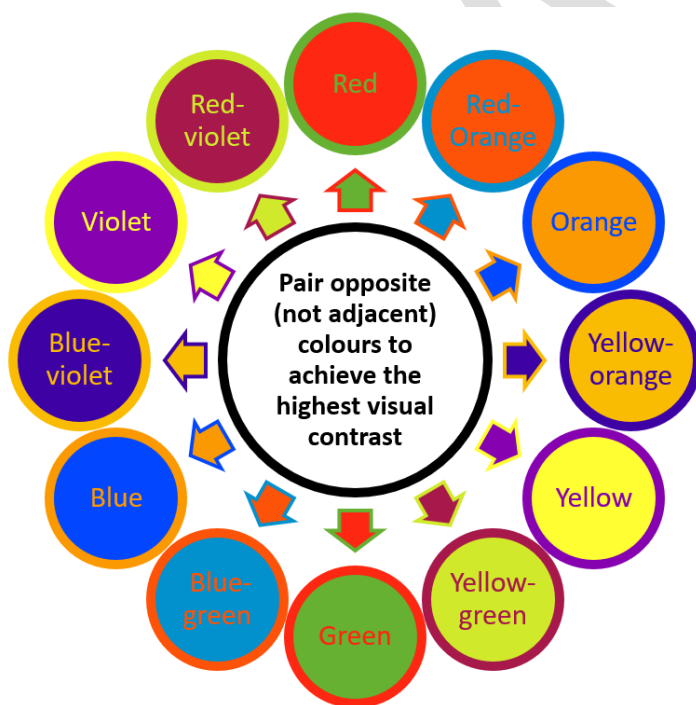 Red
Red-
Orange
Orange
Yellow-
orange
Yellow
Yellow-
green
Green
Blue-
green
Blue
Blue-
violet
Violet
Red-
violet
Pair opposite
(not adjacent)
colours to
achieve the
highest visual
contrast